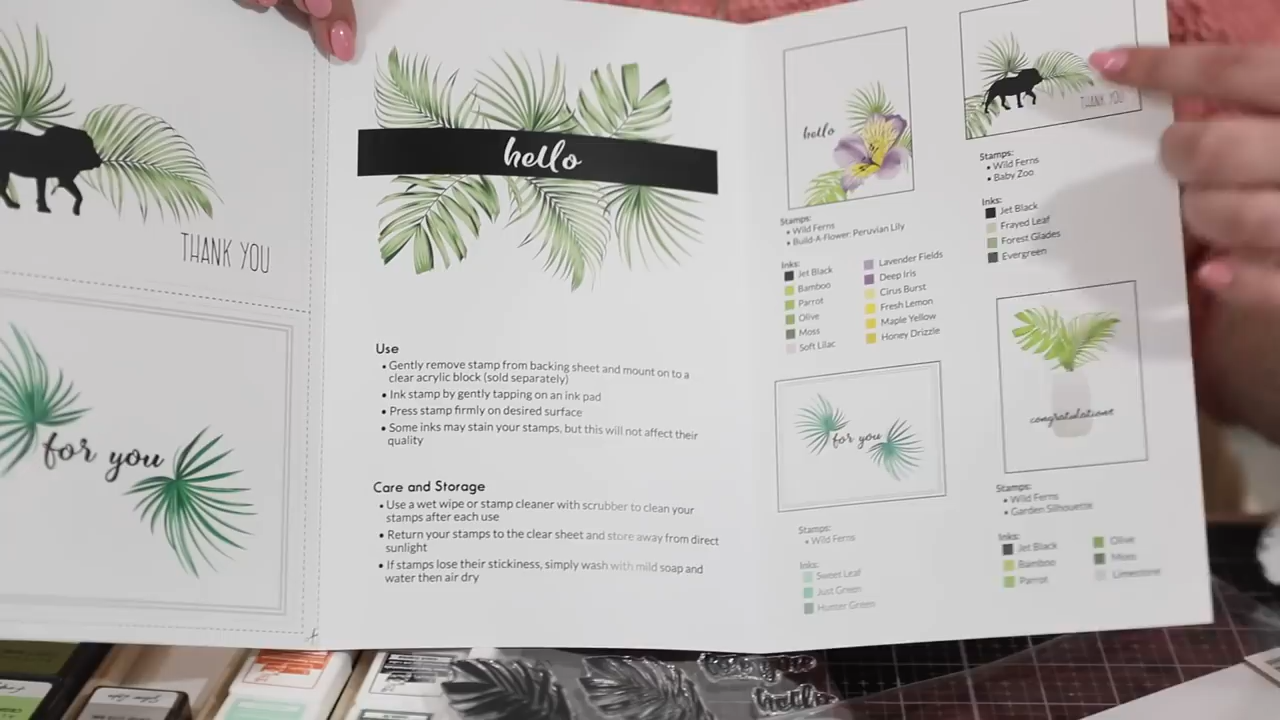 THANK YOU
for you
hello
Use
• Gently remove stamp from backing sheet and mount on to a
clear acrylic block (sold separately)
• Ink stamp by gently tapping on an ink pad
• Press stamp firmly on desired surface
• Some inks may stain your stamps, but this will not affect their
quality
Care and Storage
• Use a wet wipe or stamp cleaner with scrubber to clean your
stamps after each use
• Return your stamps to the clear sheet and store away from direct
sunlight
• If stamps lose their stickiness, simply wash with mild soap and
water then air dry
hello
Stamps:
• Wild Ferns
• Build-A-Flower: Peruvian Lily
Inks:
Jet Black
Bamboo
Parrot
Olive
Moss
Soft Lilac
Lavender Fields
Deep Iris
Cirus Burst
Fresh Lemon
Maple Yellow
Honey Drizzle
for you
Stamps:
• Wild Ferns
Inks:
Sweet Leaf
Just Green
Hunter Green
THANK YOU
Stamps:
• Wild Ferns
• Baby Zoo
Inks:
Jet Black
Frayed Leaf
Forest Glades
Evergreen
congratulations
Stamps:
• Wild Ferns
• Garden Silhouette
Inks:
Jet Black
Bamboo
Parrot
Olive
Moss
Limestone
hello